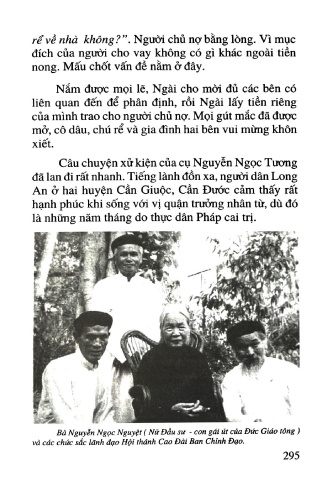 rể về nhà không?”. Người chủ nợ bằng lòng. Vì mục
đích của người cho vay không có gì khác ngoài tiền
nong. Mấu chốt vấn đề nằm ở đây.
Nắm được mọi lẽ, Ngài cho mời đủ các bên có
liên quan đến để phân định, rồi Ngài lấy tiền riêng
của mình trao cho người chủ nợ. Mọi gút mắc đã được
mở, cô dâu, chú rể và gia đình hai bên vui mừng khôn
xiết.
Câu chuyện xử kiện của cụ Nguyễn Ngọc Tương
đã lan đi rất nhanh. Tiếng lành đồn xa, người dân Long
An ở hai huyện Cần Giuộc, Cần Đước cảm thấy rất
hạnh phúc khi sống với vị quận trưởng nhân từ, dù đó
là những năm tháng do thực dân Pháp cai trị.
Bà Nguyễn Ngọc Nguyệt ( Nữ Đầu sư - con gái út của Đức Giáo tông )
và các chức sắc lãnh đạo Hội thánh Cao Đài Ban Chỉnh Đạo.
295